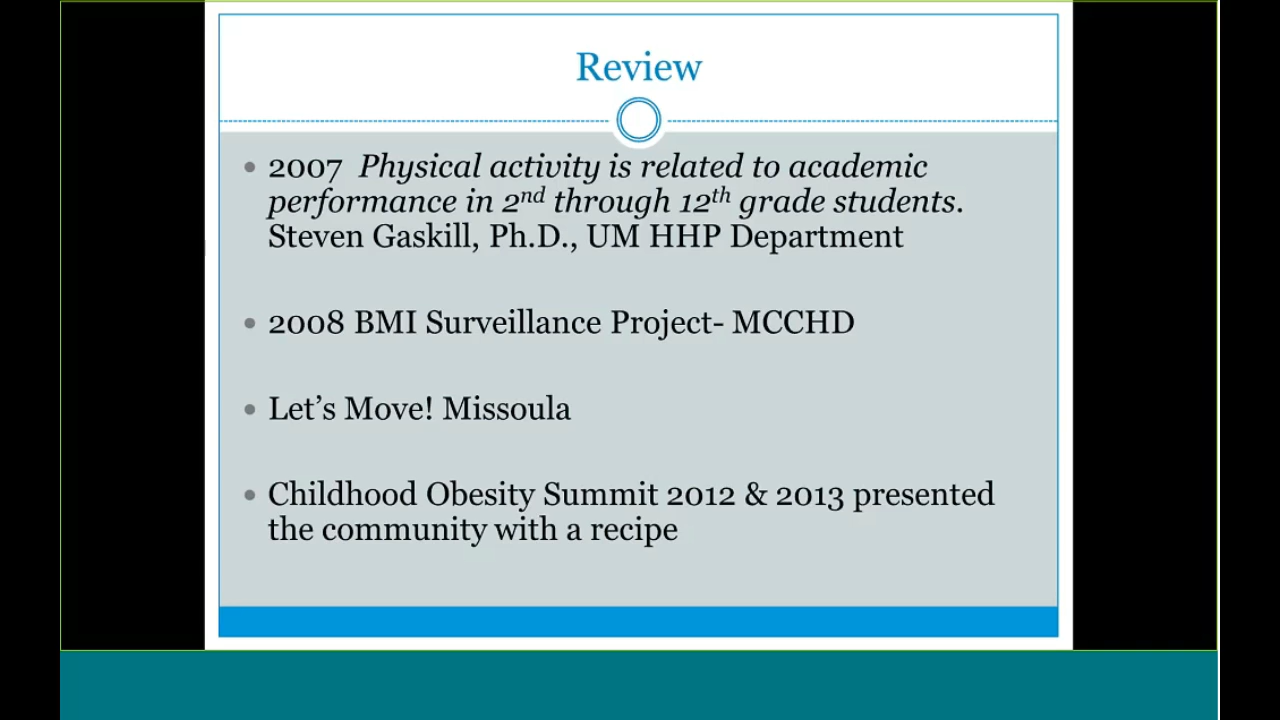 Review
2007 Physical activity is related to academic
performance in 2nd through 12th grade students.
Steven Gaskill, Ph.D., UM HHP Department
2008 BMI Surveillance Project- MCCHD
Let's Move! Missoula
Childhood Obesity Summit 2012 & 2013 presented
the community with a recipe